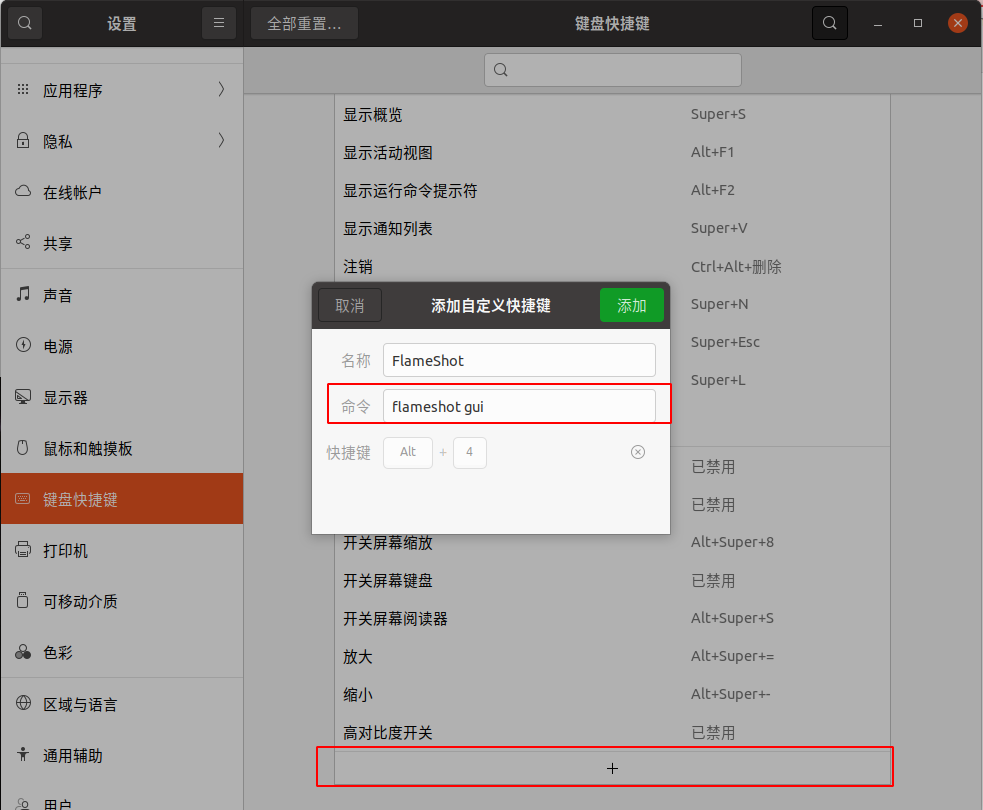 设置
全部重置…
键盘快捷键
应用程序
隐私
在线帐户
共享
声音
电源
显示器
鼠标和触摸板
键盘快捷键
打印机
可移动介质
色彩
区域与语言
通用辅助
用户
显示概览 Super+S
显示活动视图 Alt+F1
显示运行命令提示符 Alt+F2
显示通知列表 Super+V
注销 Ctrl+Alt+删除
Super+N
Super+Esc
Super+L
取消 添加自定义快捷键 添加
名称 FlameShot
命令 flameshot gui
快捷键 Alt + 4
已禁用
已禁用
开关屏幕缩放 Alt+Super+8
开关屏幕键盘 已禁用
开关屏幕阅读器 Alt+Super+S
放大 Alt+Super+=
缩小 Alt+Super+-
高对比度开关 已禁用
+